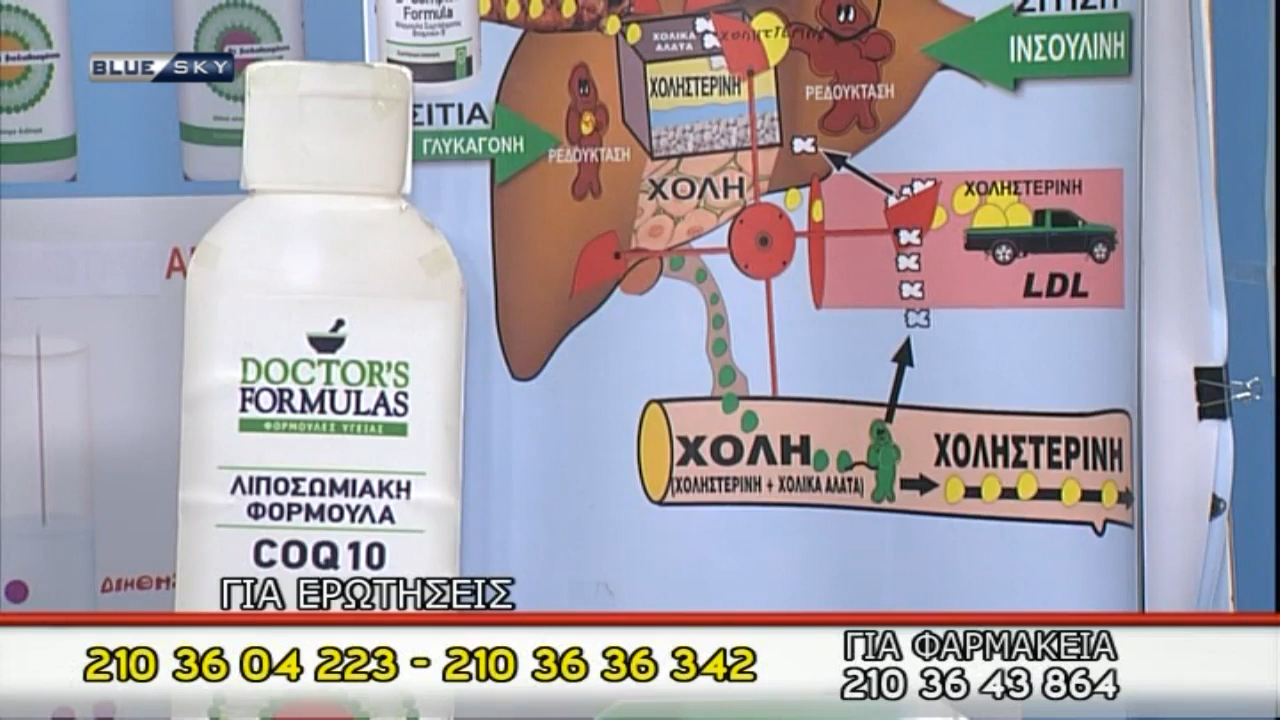 Formula
BLUE SKY
ΣΙΤΙΑ
ΓΛΥΚΑΓΟΝΗ
ΡΕΔΟΥΚΤΑΣΗ
ΧΟΛΙΚΑ
ΑΛΑΤΑ
ΧΟΛΗΣΤΕΡΙΝΗ
ΡΕΔΟΥΚΤΑΣΗ
ΙΝΣΟΥΛΙΝΗ
ΧΟΛΗ
ΧΟΛΗΣΤΕΡΙΝΗ
LDL
ΧΟΛΗ
(ΧΟΛΗΣΤΕΡΙΝΗ + ΧΟΛΙΚΑ ΑΛΑΤΑ)
ΧΟΛΗΣΤΕΡΙΝΗ
DOCTOR'S
FORMULAS
ΦΟΡΜΟΥΛΕΣ ΥΓΕΙΑΣ
ΛΙΠΟΣΩΜΙΑΚΗ
ΦΟΡΜΟΥΛΑ
COQ10
ΓΙΑ ΕΡΩΤΗΣΕΙΣ
210 36 04 223 - 210 36 36 342
ΓΙΑ ΦΑΡΜΑΚΕΙΑ
210 36 43 864